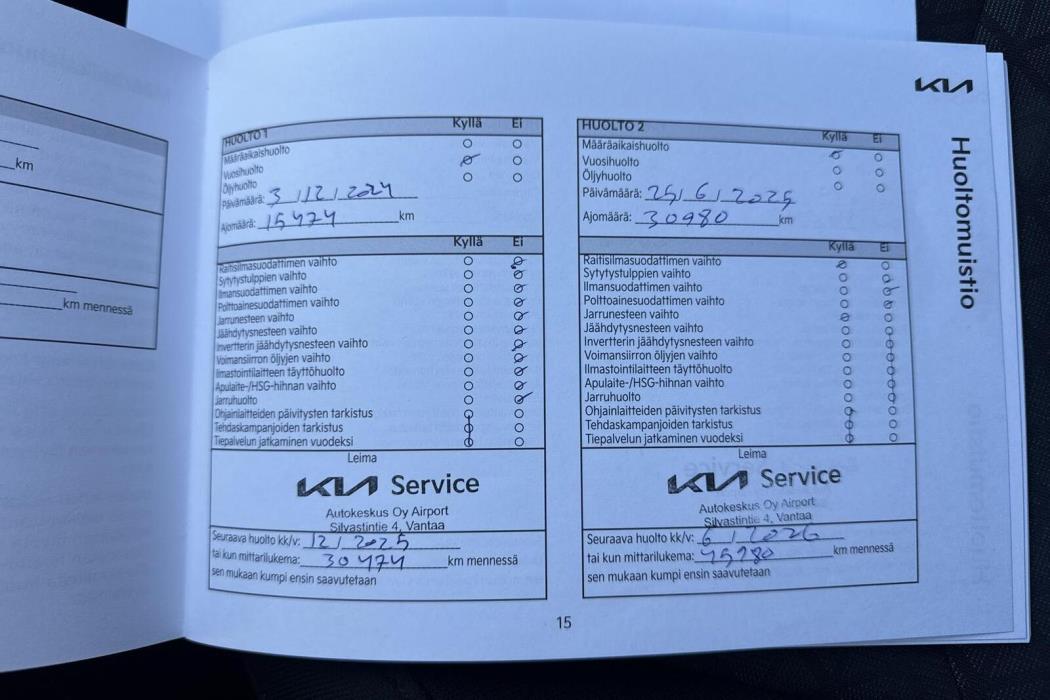 km
km mennessä
KIA
Huoltomuistio
HUOLTO 1 Kyllä Ei
Määräaikaishuolto
Vuosihuolto
Öljyhuolto
Päivämäärä: 3/12/2024
Ajomäärä: 15474 km
Kyllä Ei
Raitisilmasuodattimen vaihto
Sytytystulppien vaihto
Ilmansuodattimen vaihto
Polttoainesuodattimen vaihto
Jarrunesteen vaihto
Jäähdytysnesteen vaihto
Invertterin jäähdytysnesteen vaihto
Voimansiirron öljyjen vaihto
Ilmastointilaitteen täyttöhuolto
Apulaite-/HSG-hihnan vaihto
Jarruhuolto
Ohjainlaitteiden päivitysten tarkistus
Tehdaskampanjoiden tarkistus
Tiepalvelun jatkaminen vuodeksi
Leima
KIA Service
Autokeskus Oy Airport
Silvastintie 4, Vantaa
Seuraava huolto kk/v: 12/2025
tai kun mittarilukema: 30474 km mennessä
sen mukaan kumpi ensin saavutetaan
HUOLTO 2 Kyllä Ei
Määräaikaishuolto
Vuosihuolto
Öljyhuolto
Päivämäärä: 25/6/2025
Ajomäärä: 30980 km
Kyllä Ei
Raitisilmasuodattimen vaihto
Sytytystulppien vaihto
Ilmansuodattimen vaihto
Polttoainesuodattimen vaihto
Jarrunesteen vaihto
Jäähdytysnesteen vaihto
Invertterin jäähdytysnesteen vaihto
Voimansiirron öljyjen vaihto
Ilmastointilaitteen täyttöhuolto
Apulaite-/HSG-hihnan vaihto
Jarruhuolto
Ohjainlaitteiden päivitysten tarkistus
Tehdaskampanjoiden tarkistus
Tiepalvelun jatkaminen vuodeksi
Leima
KIA Service
Autokeskus Oy Airport
Silvastintie 4, Vantaa
Seuraava huolto kk/v: 6/2026
tai kun mittarilukema: 45980 km mennessä
sen mukaan kumpi ensin saavutetaan
15